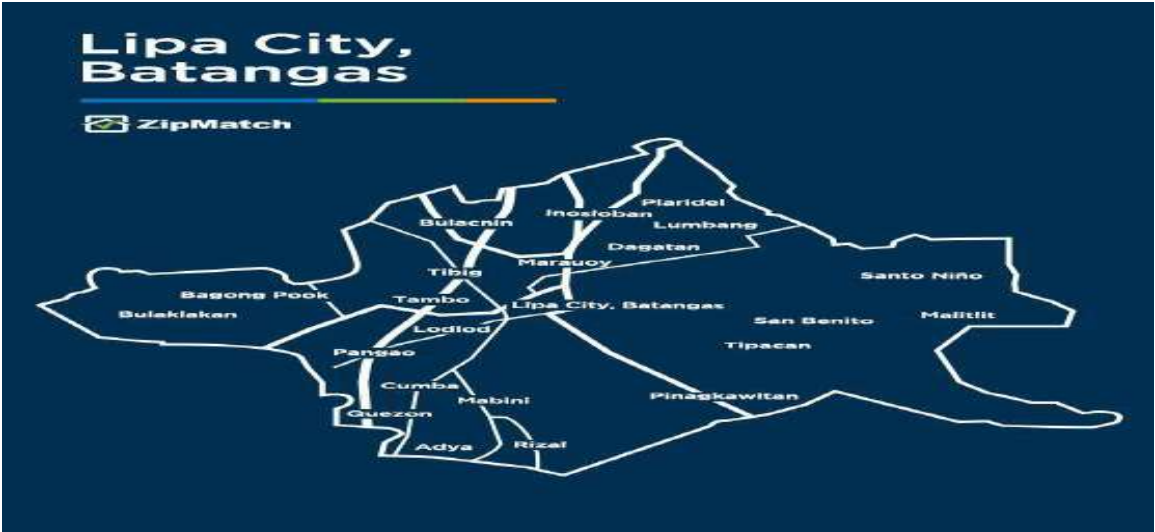 Lipa City,
Batangas
ZipMatch
Plaridel
Inosloban
Bulacnin
Lumbang
Dagatan
Marauoy
Tibig
Santo Niño
Bagong Pook
Tambo
Lipa City, Batangas
Bulaklakan
Malitlit
San Benito
Lodlod
Tipacan
Pangao
Cumba
Pinagkawitan
Mabini
Quezon
Rizal
Adya